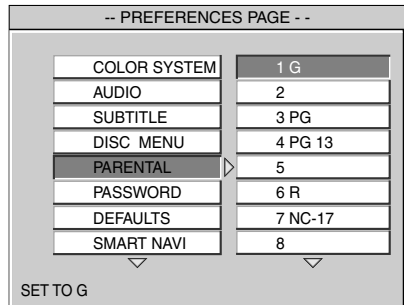 -- PREFERENCES PAGE - -
COLOR SYSTEM 1 G
AUDIO 2
SUBTITLE 3 PG
DISC MENU 4 PG 13
PARENTAL 5
PASSWORD 6 R
DEFAULTS 7 NC-17
SMART NAVI 8
SET TO G